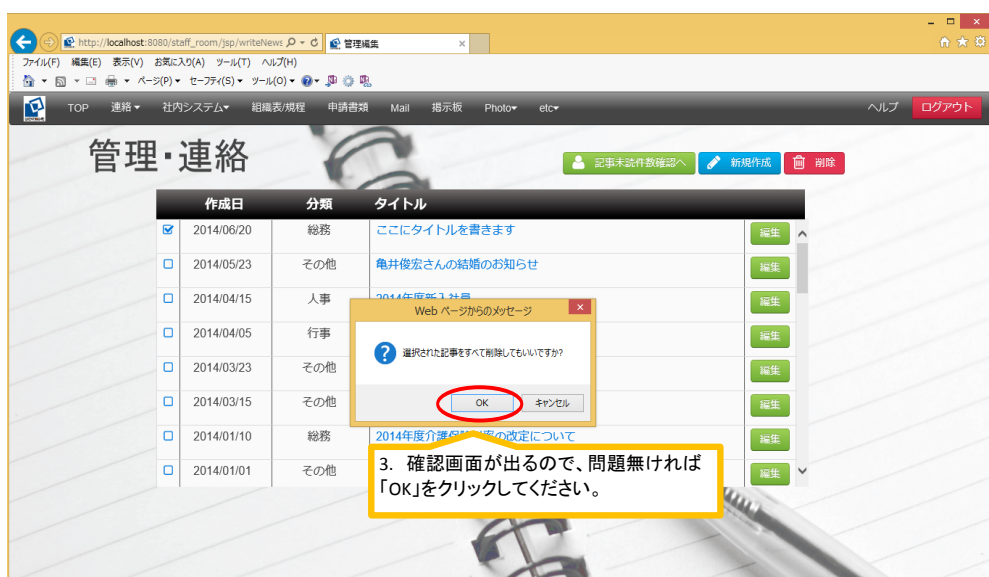 http://localhost:8080/staff_room/jsp/writeNews
管理編集
ファイル(F) 編集(E) 表示(V) お気に入り(A) ツール(T) ヘルプ(H)
ページ(P) セーフティ(S) ツール(O)
TOP 連絡 社内システム 組織表/規程 申請書類 Mail 掲示板 Photo etc ヘルプ ログアウト
管理・連絡
記事未読件数確認へ 新規作成 削除
作成日 分類 タイトル
2014/06/20 総務 ここにタイトルを書きます 編集
2014/05/23 その他 亀井俊宏さんの結婚のお知らせ 編集
2014/04/15 人事 2014年度新入社員 編集
Web ページからのメッセージ
2014/04/05 行事 編集
選択された記事をすべて削除してもいいですか?
2014/03/23 その他 編集
2014/03/15 その他 編集
OK キャンセル
2014/01/10 総務 2014年度介護保険料率の改定について 編集
2014/01/01 その他 編集
3. 確認画面が出るので、問題無ければ
「OK」をクリックしてください。